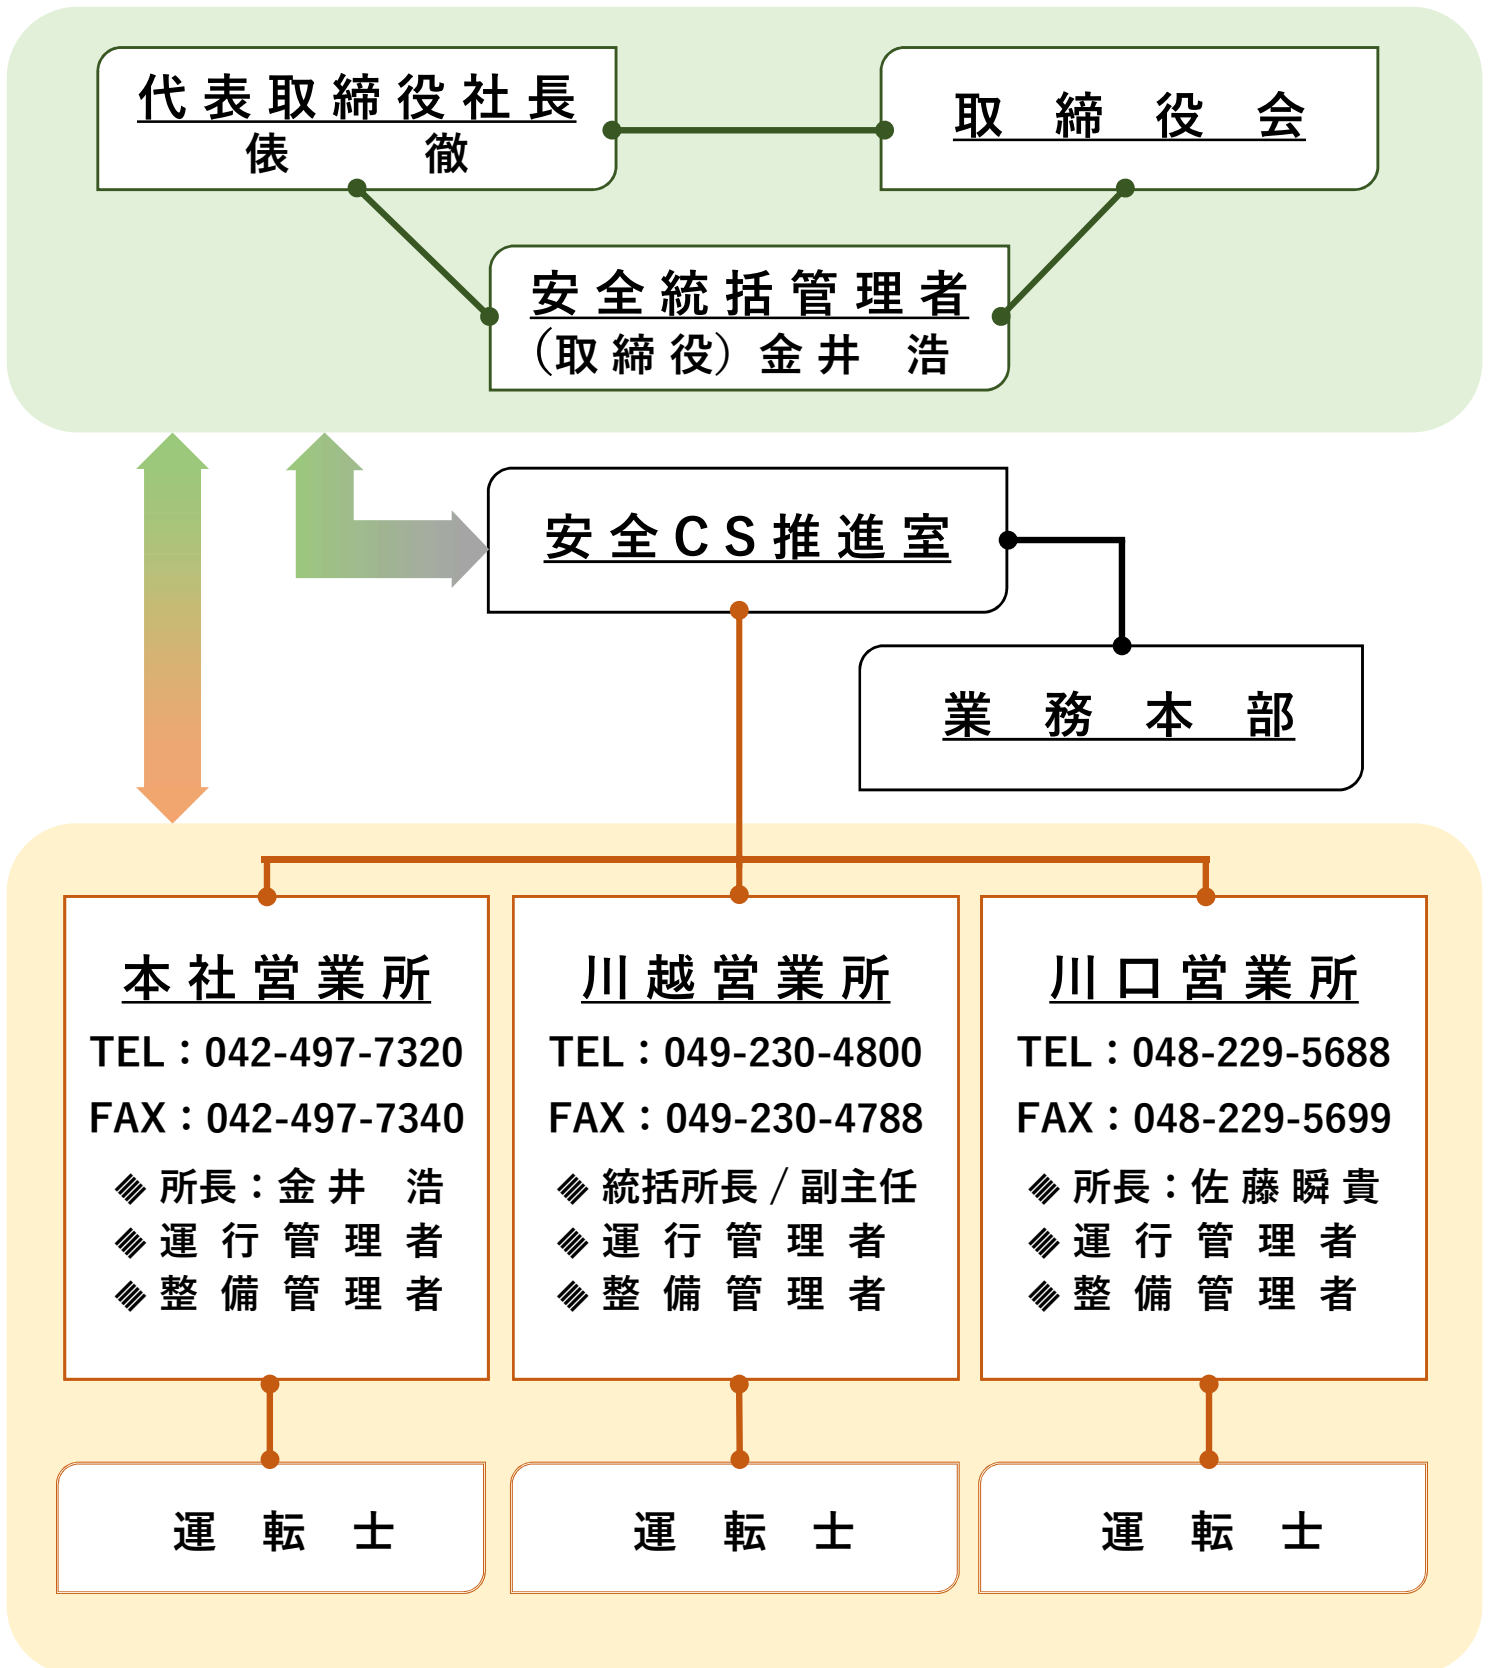 代表取締役社長
俵　徹
取締役会
安全統括管理者
（取締役）金井　浩
安全CS推進室
業務本部
本社営業所
TEL：042-497-7320
FAX：042-497-7340
所長：金井　浩
運行管理者
整備管理者
川越営業所
TEL：049-230-4800
FAX：049-230-4788
統括所長/副主任
運行管理者
整備管理者
川口営業所
TEL：048-229-5688
FAX：048-229-5699
所長：佐藤瞬貴
運行管理者
整備管理者
運転士
運転士
運転士